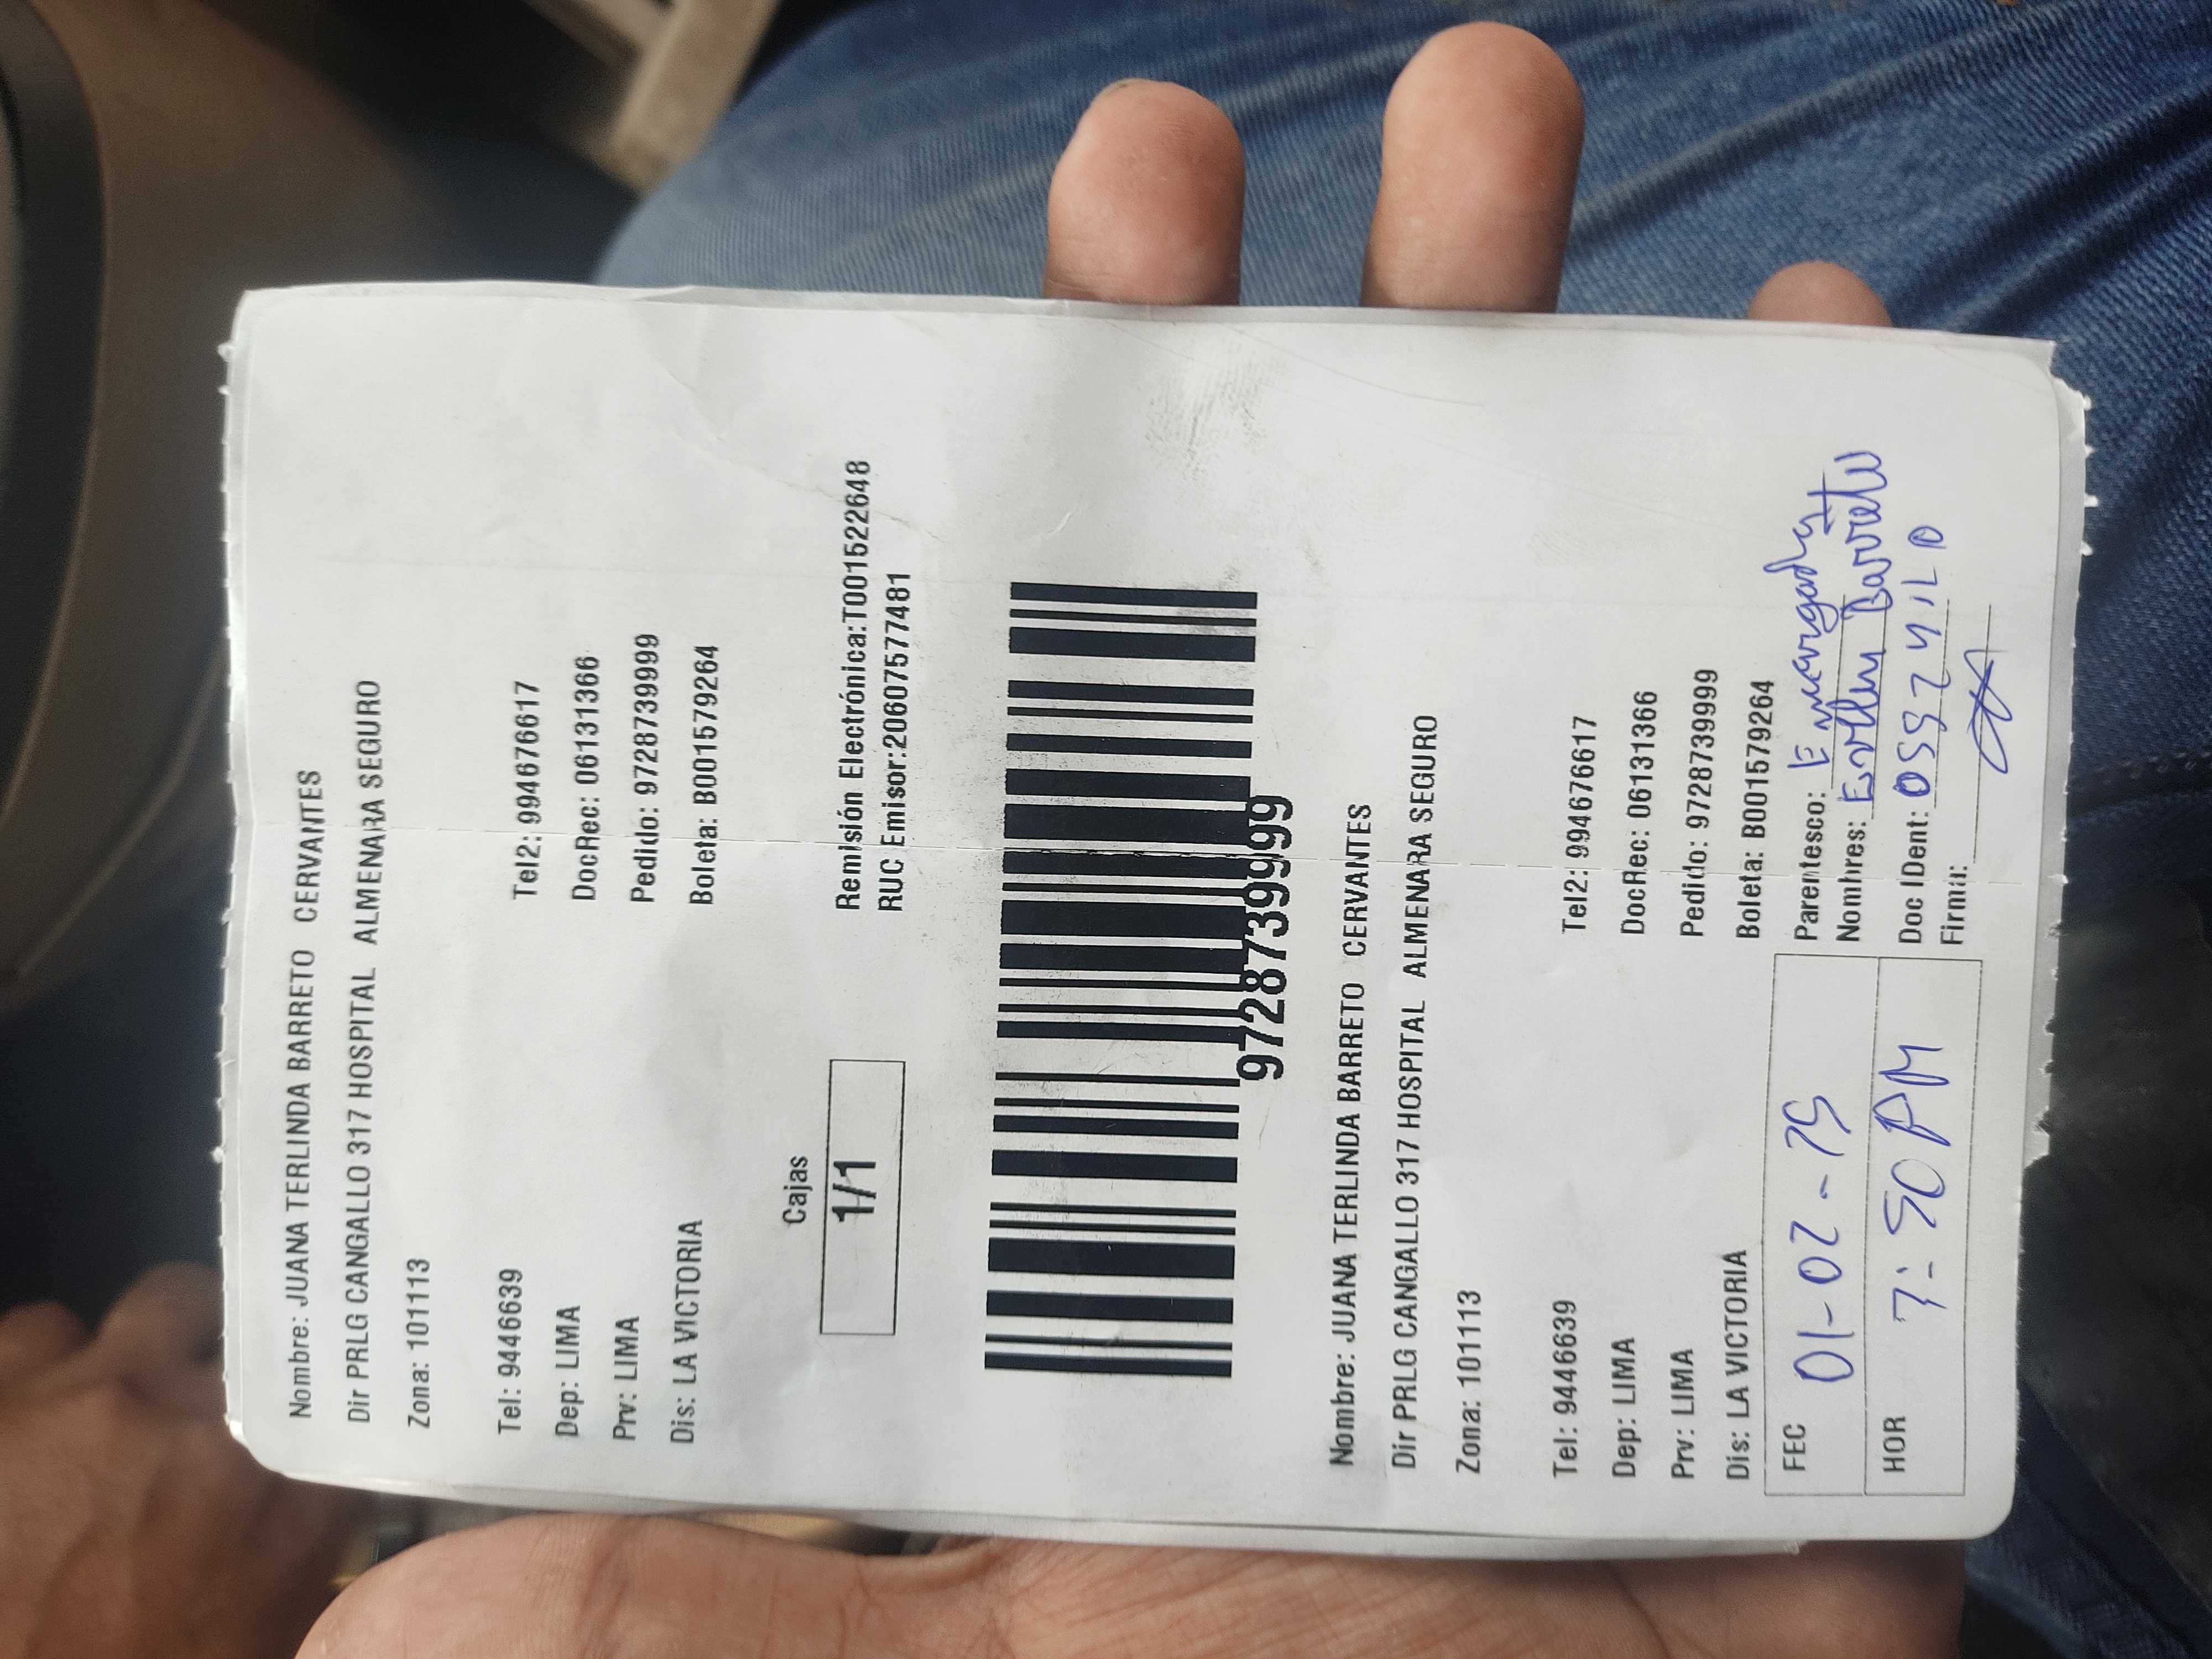 Nombre: JUANA TERLINDA BARRETO CERVANTES
Dir PRLG CANGALLO 317 HOSPITAL ALMENARA SEGURO
Zona: 101113
Tel: 9446639 Tel2: 994676617
Dep: LIMA DocRec: 06131366
Prv: LIMA Pedido: 9728739999
Dis: LA VICTORIA Boleta: B001579264
Cajas
1/1
Remisión Electrónica:T001522648
RUC Emisor:20607577481
9728739999
Nombre: JUANA TERLINDA BARRETO CERVANTES
Dir PRLG CANGALLO 317 HOSPITAL ALMENARA SEGURO
Zona: 101113
Tel: 9446639 Tel2: 994676617
Dep: LIMA DocRec: 06131366
Prv: LIMA Pedido: 9728739999
Dis: LA VICTORIA Boleta: B001579264
FEC 01-02-25
HOR 7:50 PM
Parentesco: Encargada
Nombres: Barreto
Doc IDent:
Firma: